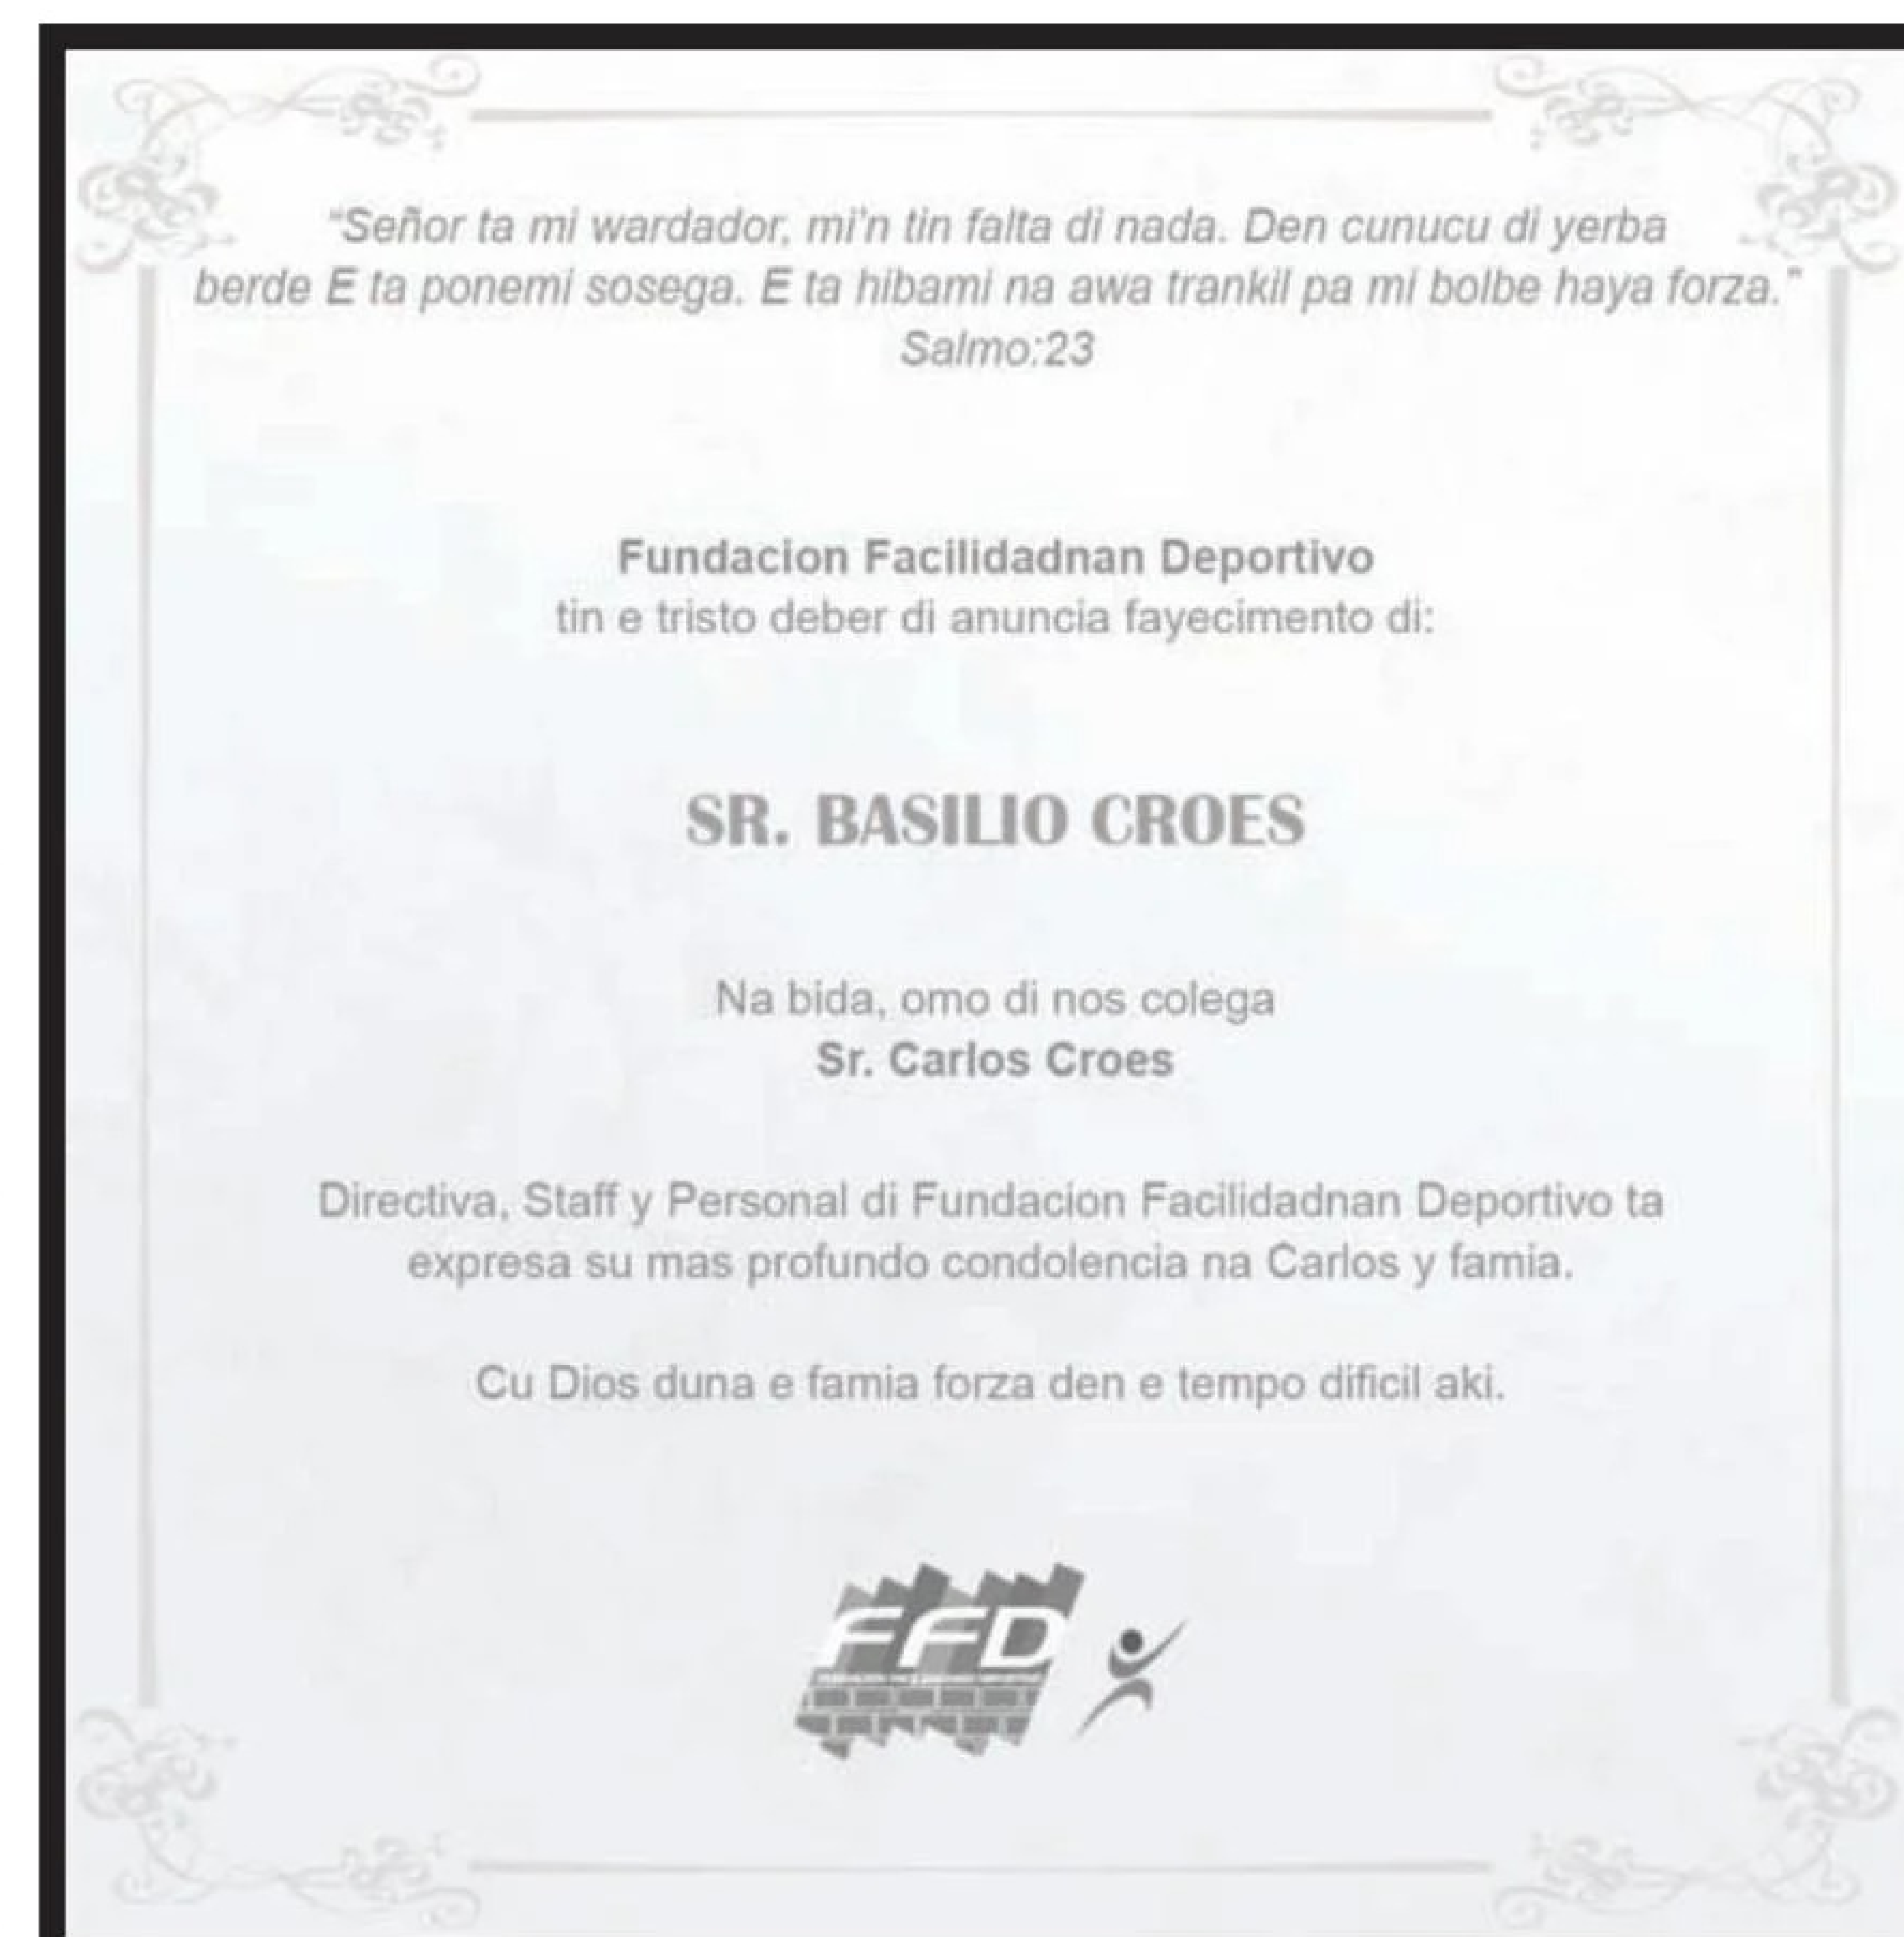 “Señor ta mi wardador, mi’n tin falta di nada. Den cunucu di yerba
berde E ta ponemi sosega. E ta hibami na awa trankil pa mi bolbe haya forza.”
Salmo:23
Fundacion Facilidadnan Deportivo
tin e tristo deber di anuncia fayecimento di:
SR. BASILIO CROES
Na bida, omo di nos colega
Sr. Carlos Croes
Directiva, Staff y Personal di Fundacion Facilidadnan Deportivo ta
expresa su mas profundo condolencia na Carlos y famia.
Cu Dios duna e famia forza den e tempo dificil aki.
FFD